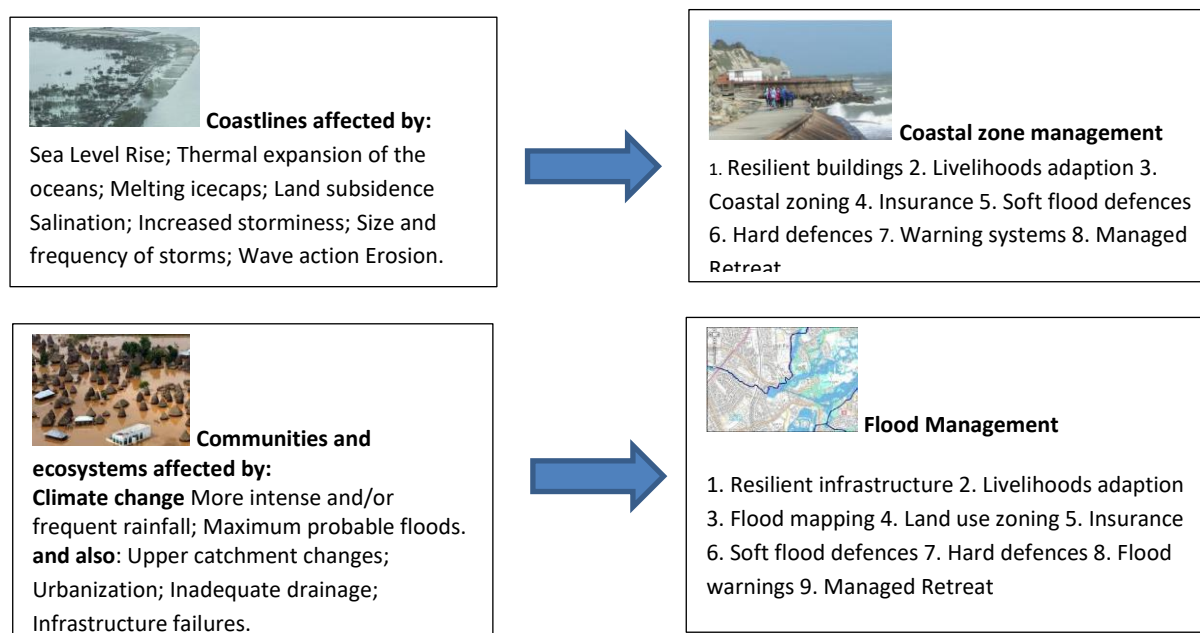 Coastlines affected by:
Sea Level Rise; Thermal expansion of the
oceans; Melting icecaps; Land subsidence
Salination; Increased storminess; Size and
frequency of storms; Wave action Erosion.
Coastal zone management
1. Resilient buildings 2. Livelihoods adaption 3.
Coastal zoning 4. Insurance 5. Soft flood defences
6. Hard defences 7. Warning systems 8. Managed
Retreat
Communities and
ecosystems affected by:
Climate change More intense and/or
frequent rainfall; Maximum probable floods.
and also: Upper catchment changes;
Urbanization; Inadequate drainage;
Infrastructure failures.
Flood Management
1. Resilient infrastructure 2. Livelihoods adaption
3. Flood mapping 4. Land use zoning 5. Insurance
6. Soft flood defences 7. Hard defences 8. Flood
warnings 9. Managed Retreat